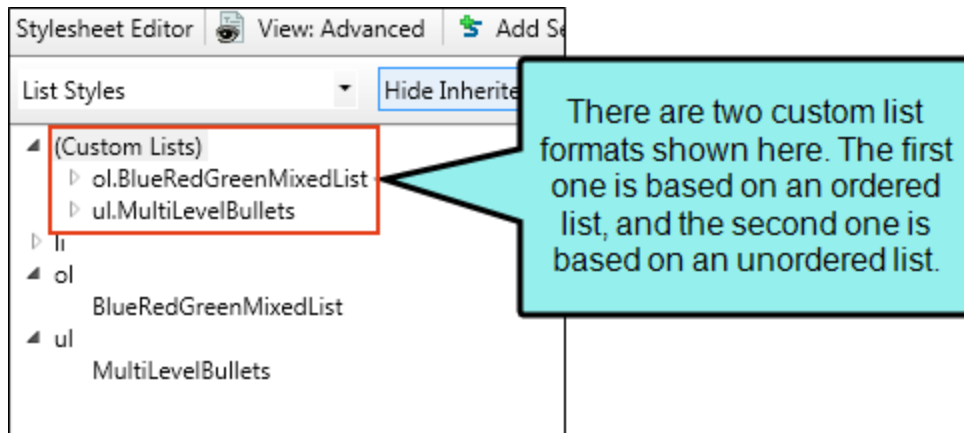 Stylesheet Editor View: Advanced Add
List Styles Hide
(Custom Lists)
ol.BlueRedGreenMixedList
ul.MultiLevelBullets
li
ol
BlueRedGreenMixedList
ul
MultiLevelBullets
There are two custom list
formats shown here. The first
one is based on an ordered
list, and the second one is
based on an unordered list.